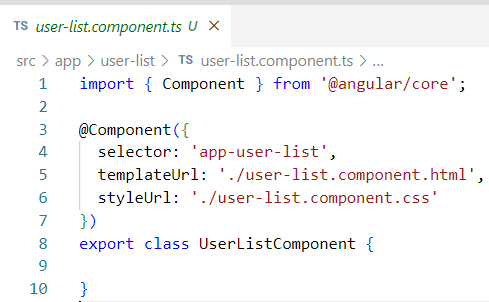 TS user-list.component.ts U ×
src > app > user-list > TS user-list.component.ts > ...
1 import { Component } from '@angular/core';
2
3 @Component({
4 selector: 'app-user-list',
5 templateUrl: './user-list.component.html',
6 styleUrl: './user-list.component.css'
7 })
8 export class UserListComponent {
9
10 }